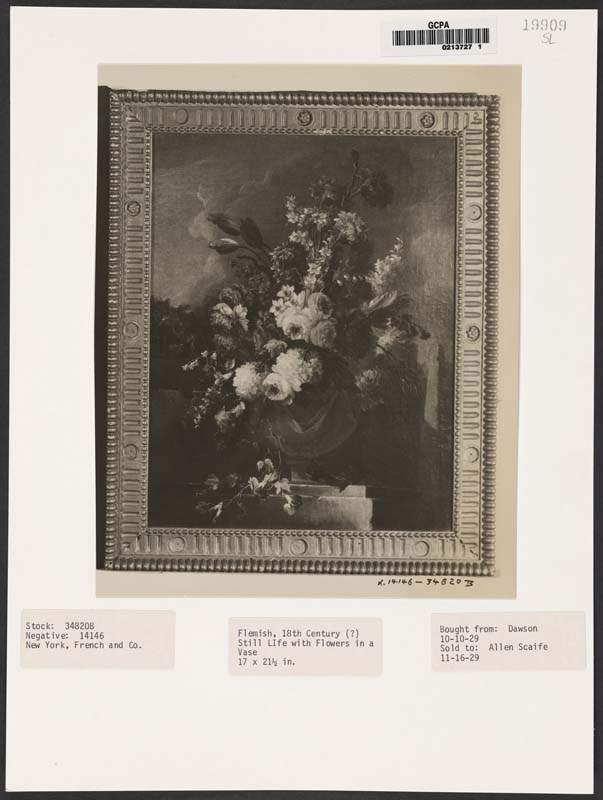 GCPA
0213727 1
19909
SL
N. 14146 - 34820 B
Stock: 34820B
Negative: 14146
New York, French and Co.
Flemish, 18th Century (?)
Still LIfe with Flowers in a
Vase
17 x 21½ in.
Bought from: Dawson
10-10-29
Sold to: Allen Scaife
11-16-29